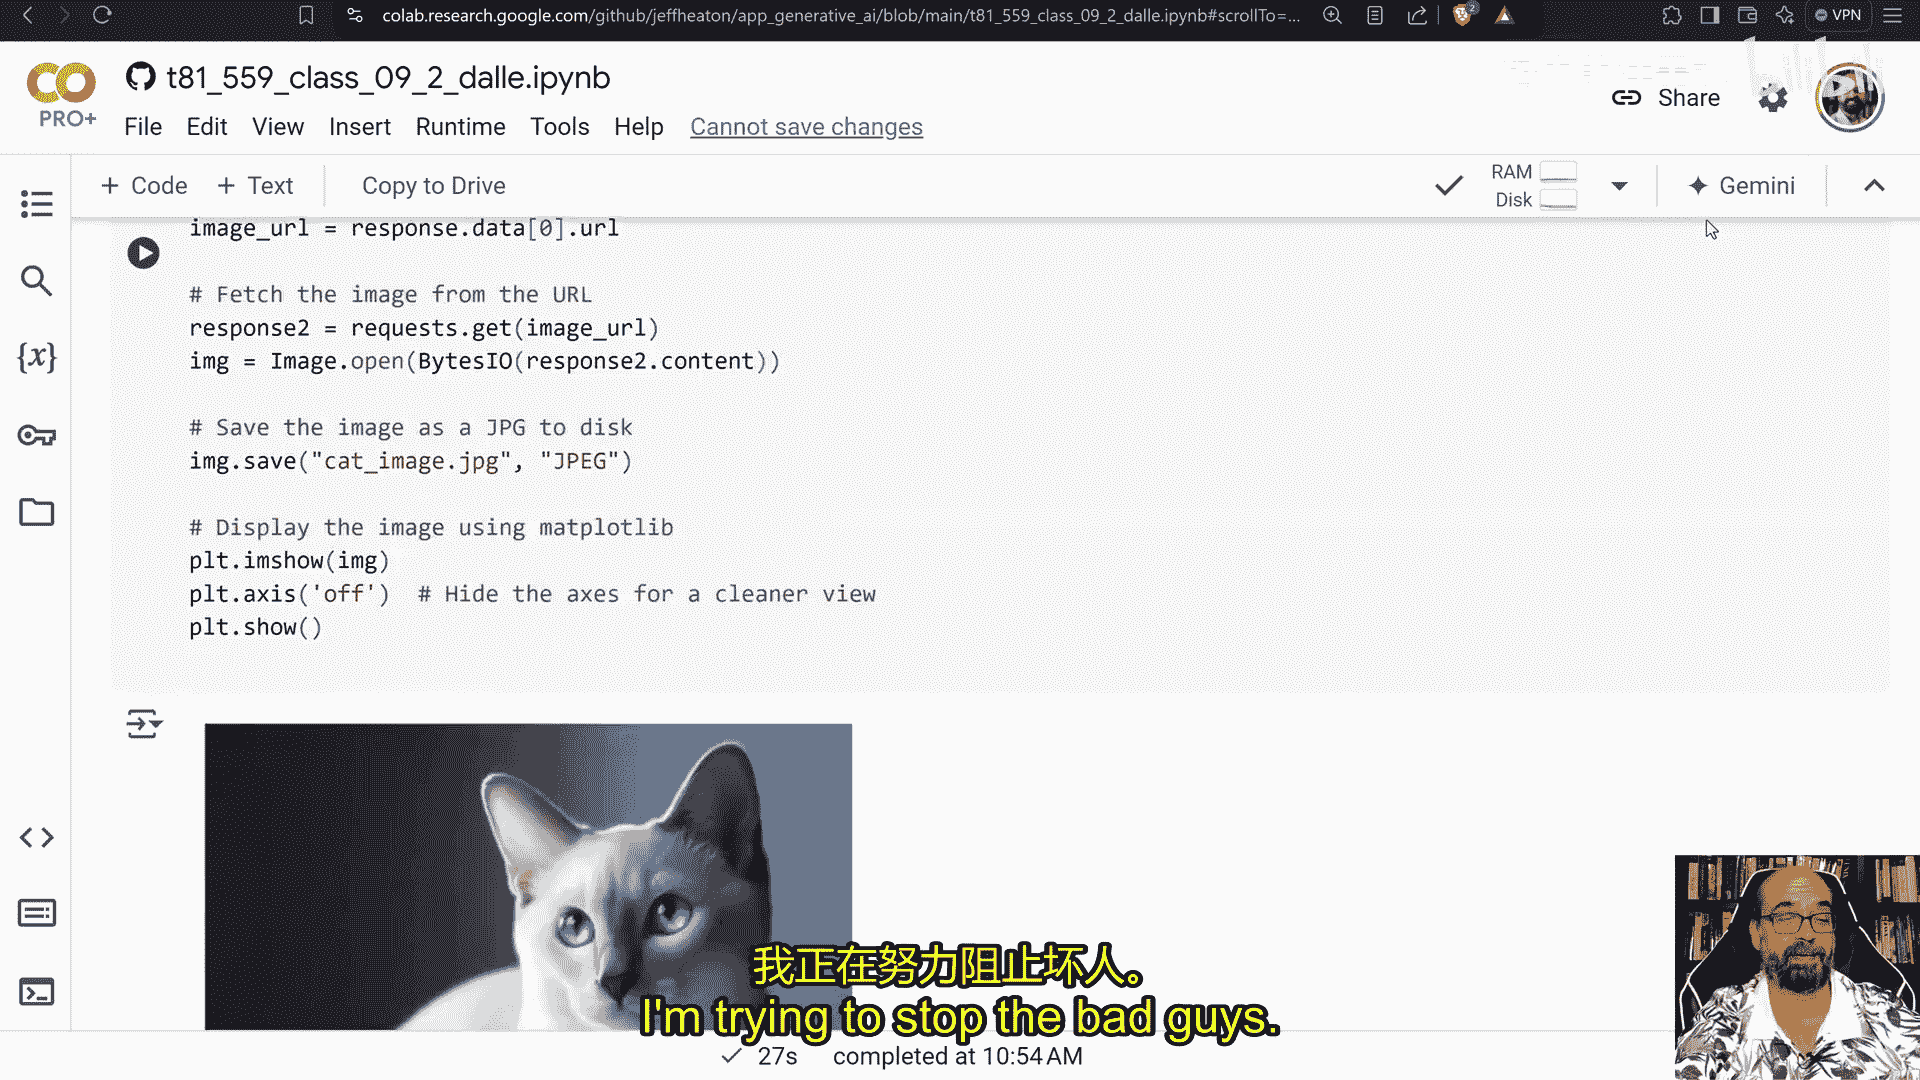 colab.research.google.com/github/jeffheaton/app_generative_ai/blob/main/t81_559_class_09_2_dalle.ipynb#scrollTo=...
2
VPN
CO
PRO+
t81_559_class_09_2_dalle.ipynb
File Edit View Insert Runtime Tools Help Cannot save changes
Share
bilibili
+ Code + Text Copy to Drive
RAM
Disk
Gemini
image_url = response.data[0].url
# Fetch the image from the URL
response2 = requests.get(image_url)
img = Image.open(BytesIO(response2.content))
# Save the image as a JPG to disk
img.save("cat_image.jpg", "JPEG")
# Display the image using matplotlib
plt.imshow(img)
plt.axis('off')  # Hide the axes for a cleaner view
plt.show()
{x}
我正在努力阻止坏人。
I'm trying to stop the bad guys.
27s completed at 10:54 AM